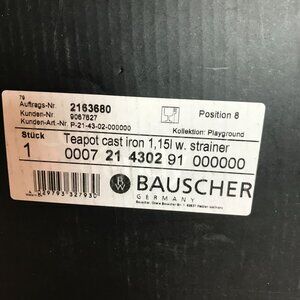 79
Auftrags-Nr. 2163680
Kunden-Nr 9067827
Kunden-Art.-Nr. P-21-43-02-000000
Position 8
Kollektion: Playground
Stück Teapot cast iron 1,15l w. strainer
1 0007 21 4302 91 000000
BAUSCHER
GERMANY